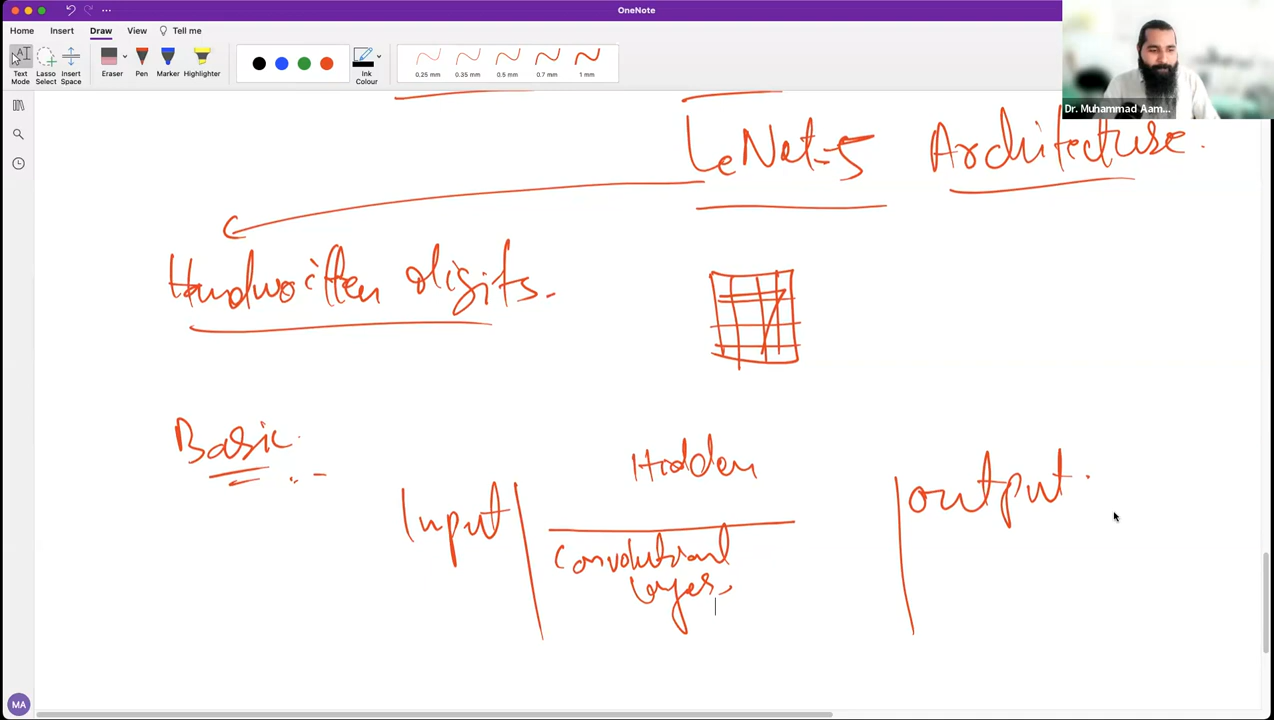 OneNote
Home Insert Draw View Tell me
Text Mode
Lasso Select
Insert Space
Eraser
Pen
Marker
Highlighter
Ink Colour
0.25 mm
0.35 mm
0.5 mm
0.7 mm
1 mm
Dr. Muhammad Aam...
LeNet-5 Architecture.
Handwritten digits.
Basic
Hidden
Input
output.
Convolutional
layers
MA